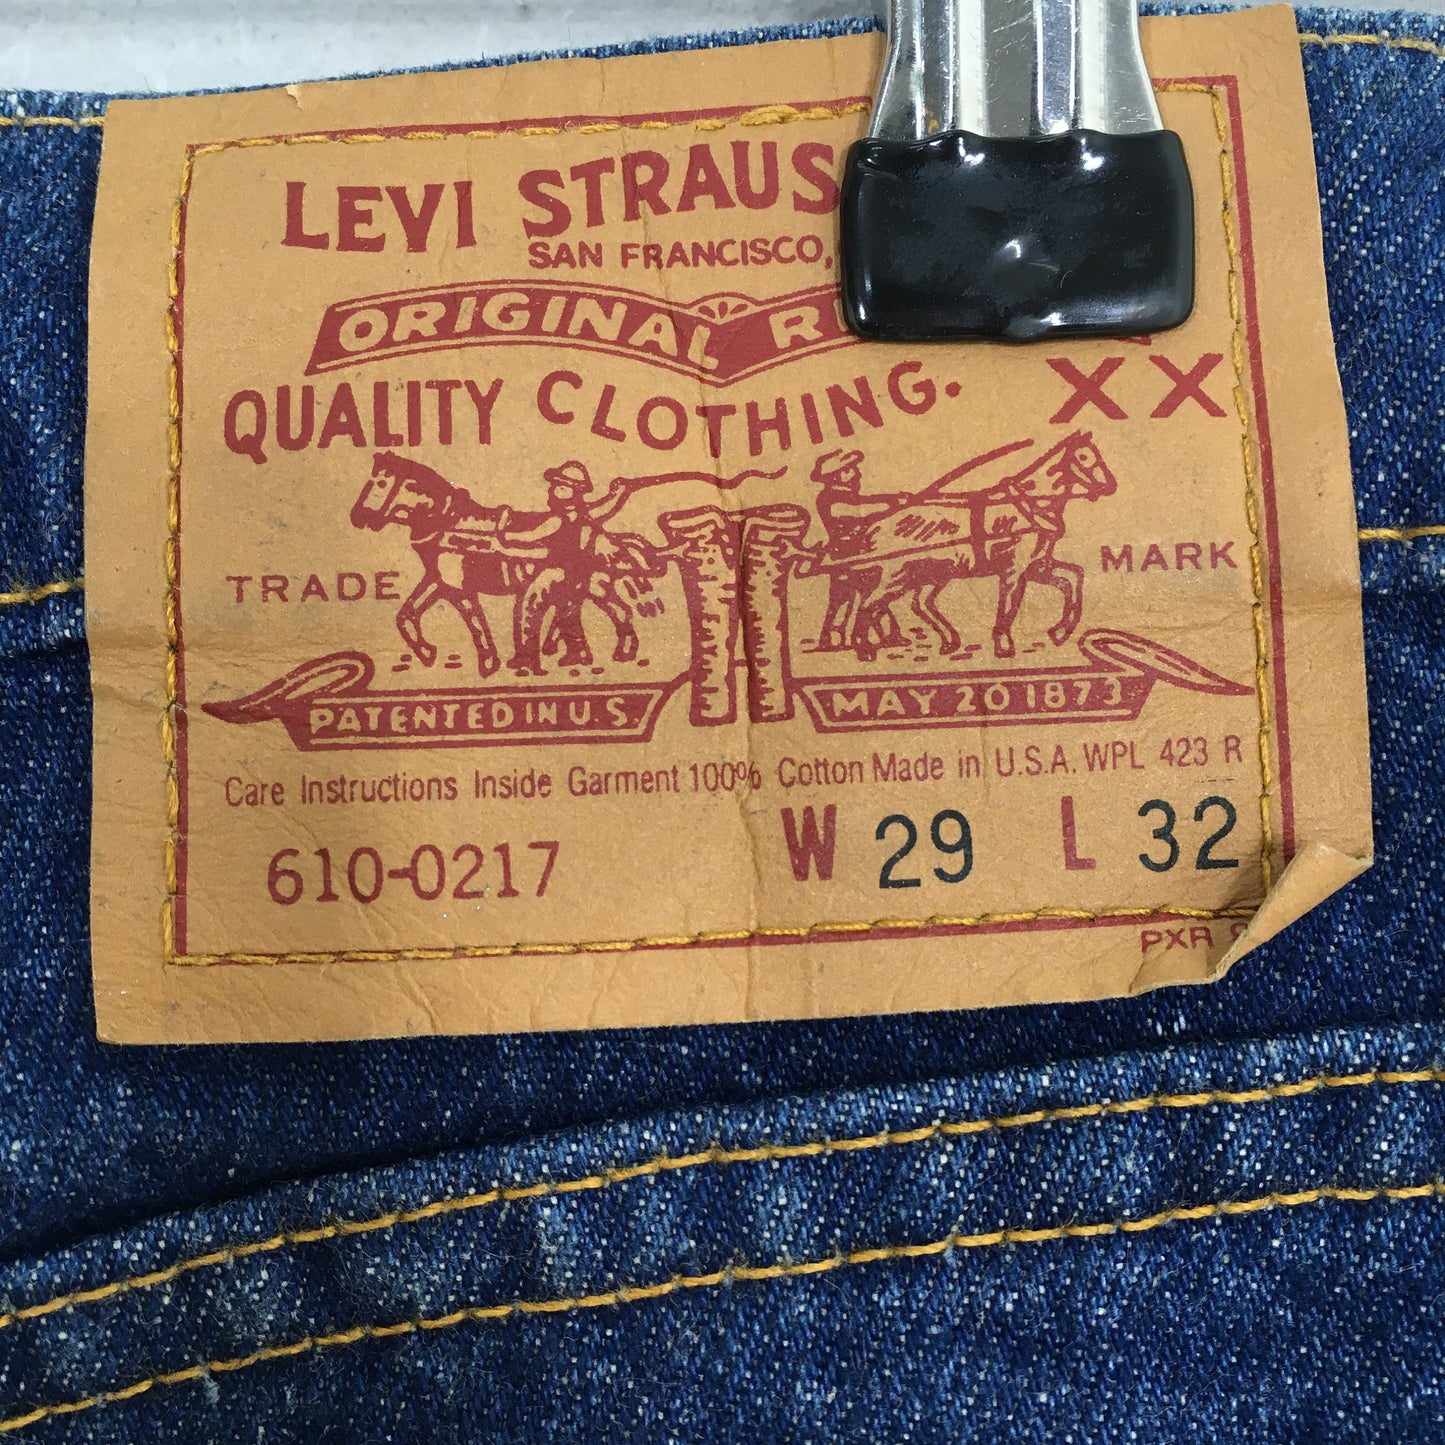 LEVI STRAUS
SAN FRANCISCO,
ORIGINAL R
QUALITY CLOTHING. XX
TRADE MARK
PATENTED IN U.S. MAY 20 1873
Care Instructions Inside Garment 100% Cotton Made in U.S.A. WPL 423 R
610-0217 W 29 L 32
PXR